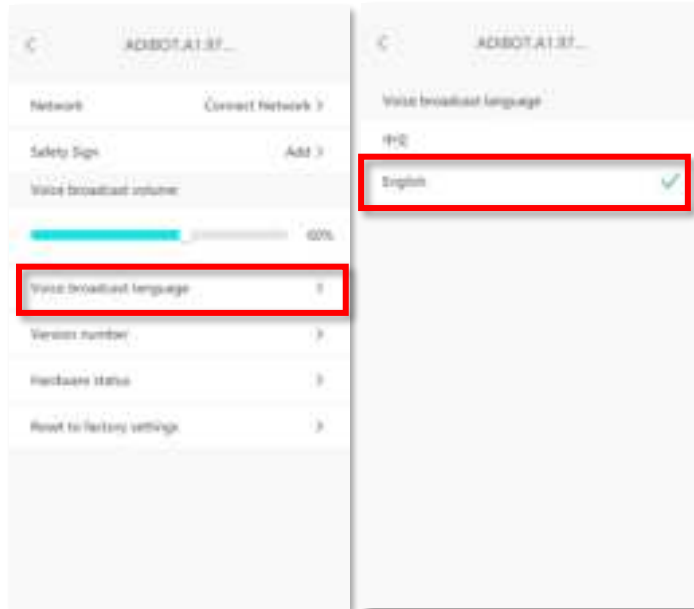 ADIBOT.A1.97...
Network Connect Network >
Safety Sign Add >
Voice broadcast volume
60%
Voice broadcast language >
Version number >
Hardware status >
Reset to factory settings >
ADIBOT.A1.97...
Voice broadcast language
中文
English